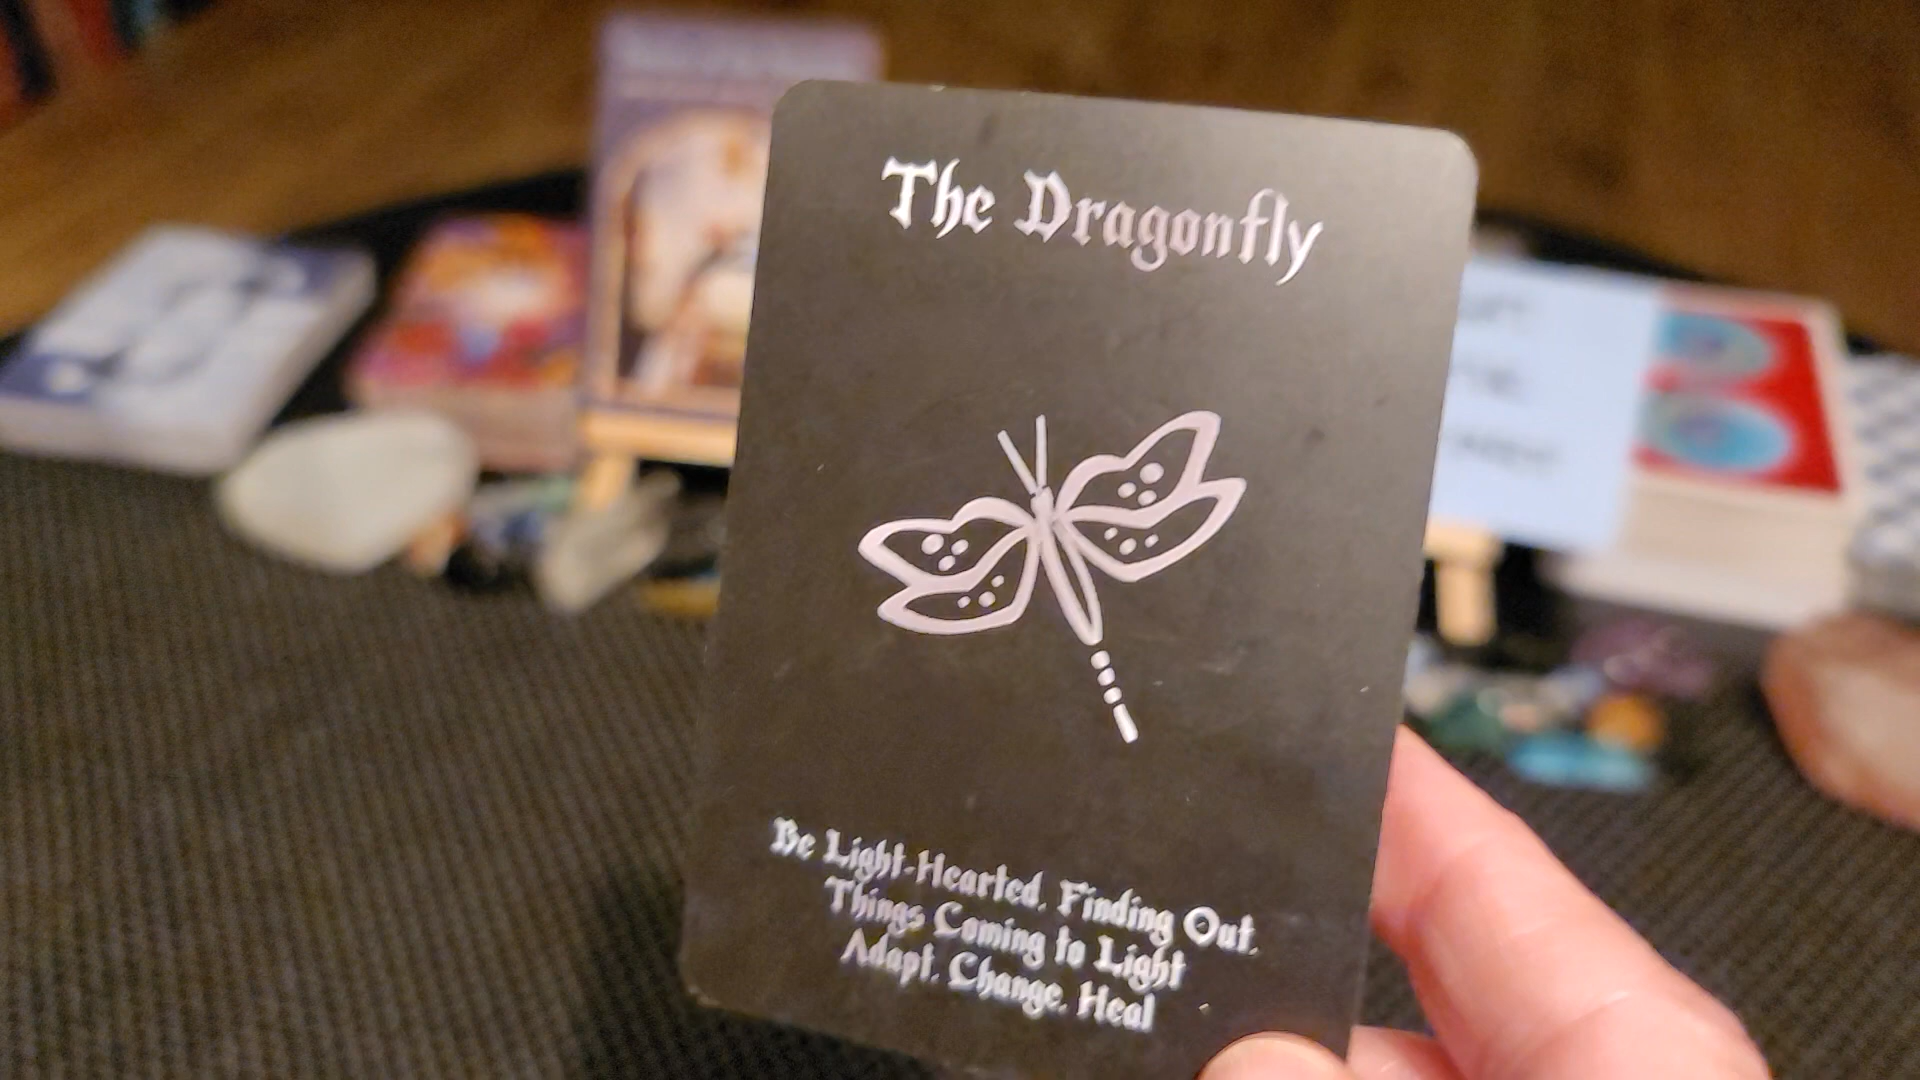 The Dragonfly
Be Light-Hearted, Finding Out,
Things Coming to Light
Adapt, Change, Heal